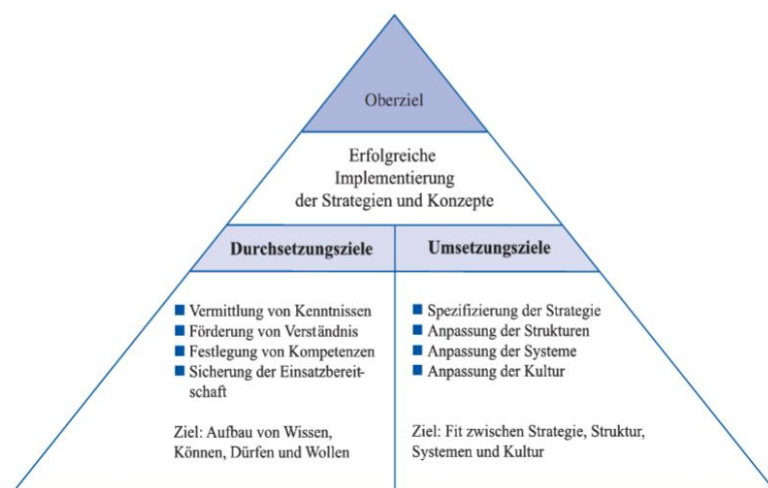 Oberziel
Erfolgreiche
Implementierung
der Strategien und Konzepte
Durchsetzungsziele
Umsetzungsziele
Vermittlung von Kenntnissen
Förderung von Verständnis
Festlegung von Kompetenzen
Sicherung der Einsatzbereit-
schaft
Ziel: Aufbau von Wissen,
Können, Dürfen und Wollen
Spezifizierung der Strategie
Anpassung der Strukturen
Anpassung der Systeme
Anpassung der Kultur
Ziel: Fit zwischen Strategie, Struktur,
Systemen und Kultur